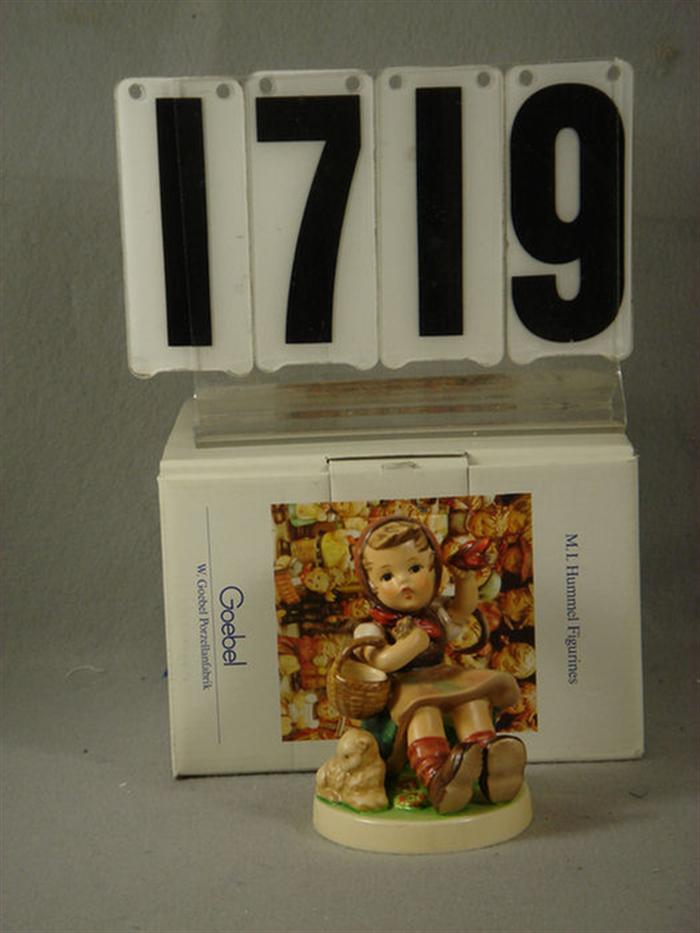 1719
Goebel
W. Goebel Porzellanfabrik
M.I. Hummel Figurines